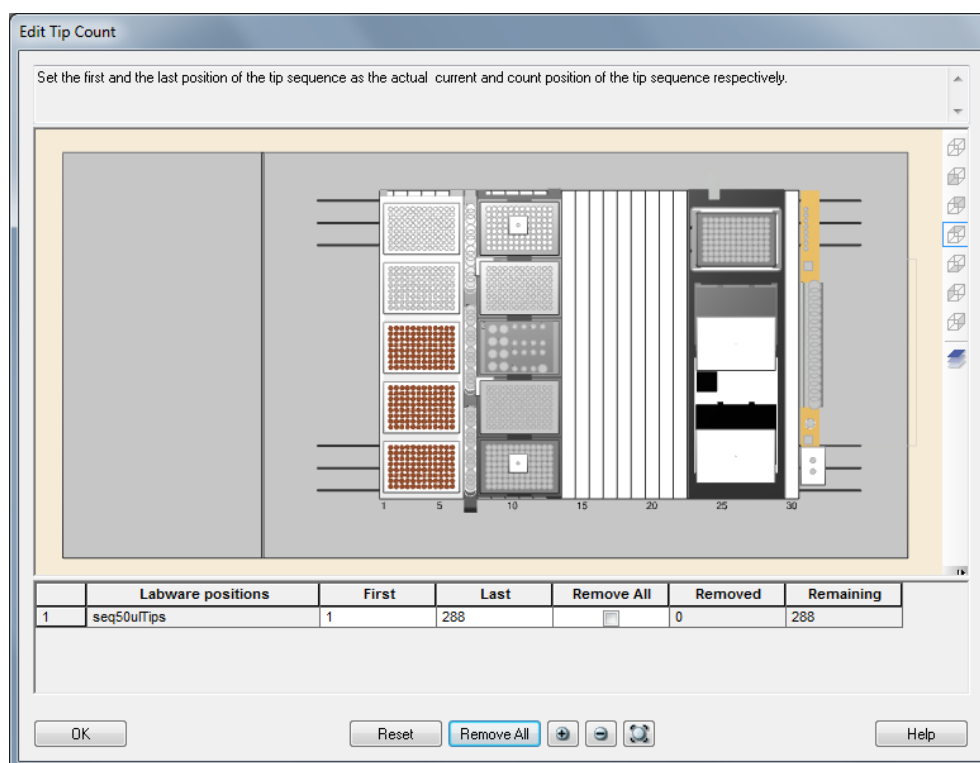 Edit Tip Count
Set the first and the last position of the tip sequence as the actual current and count position of the tip sequence respectively.
1 5 10 15 20 25 30
Labware positions First Last Remove All Removed Remaining
1 seq50ulTips 1 288 0 288
OK Reset Remove All Help